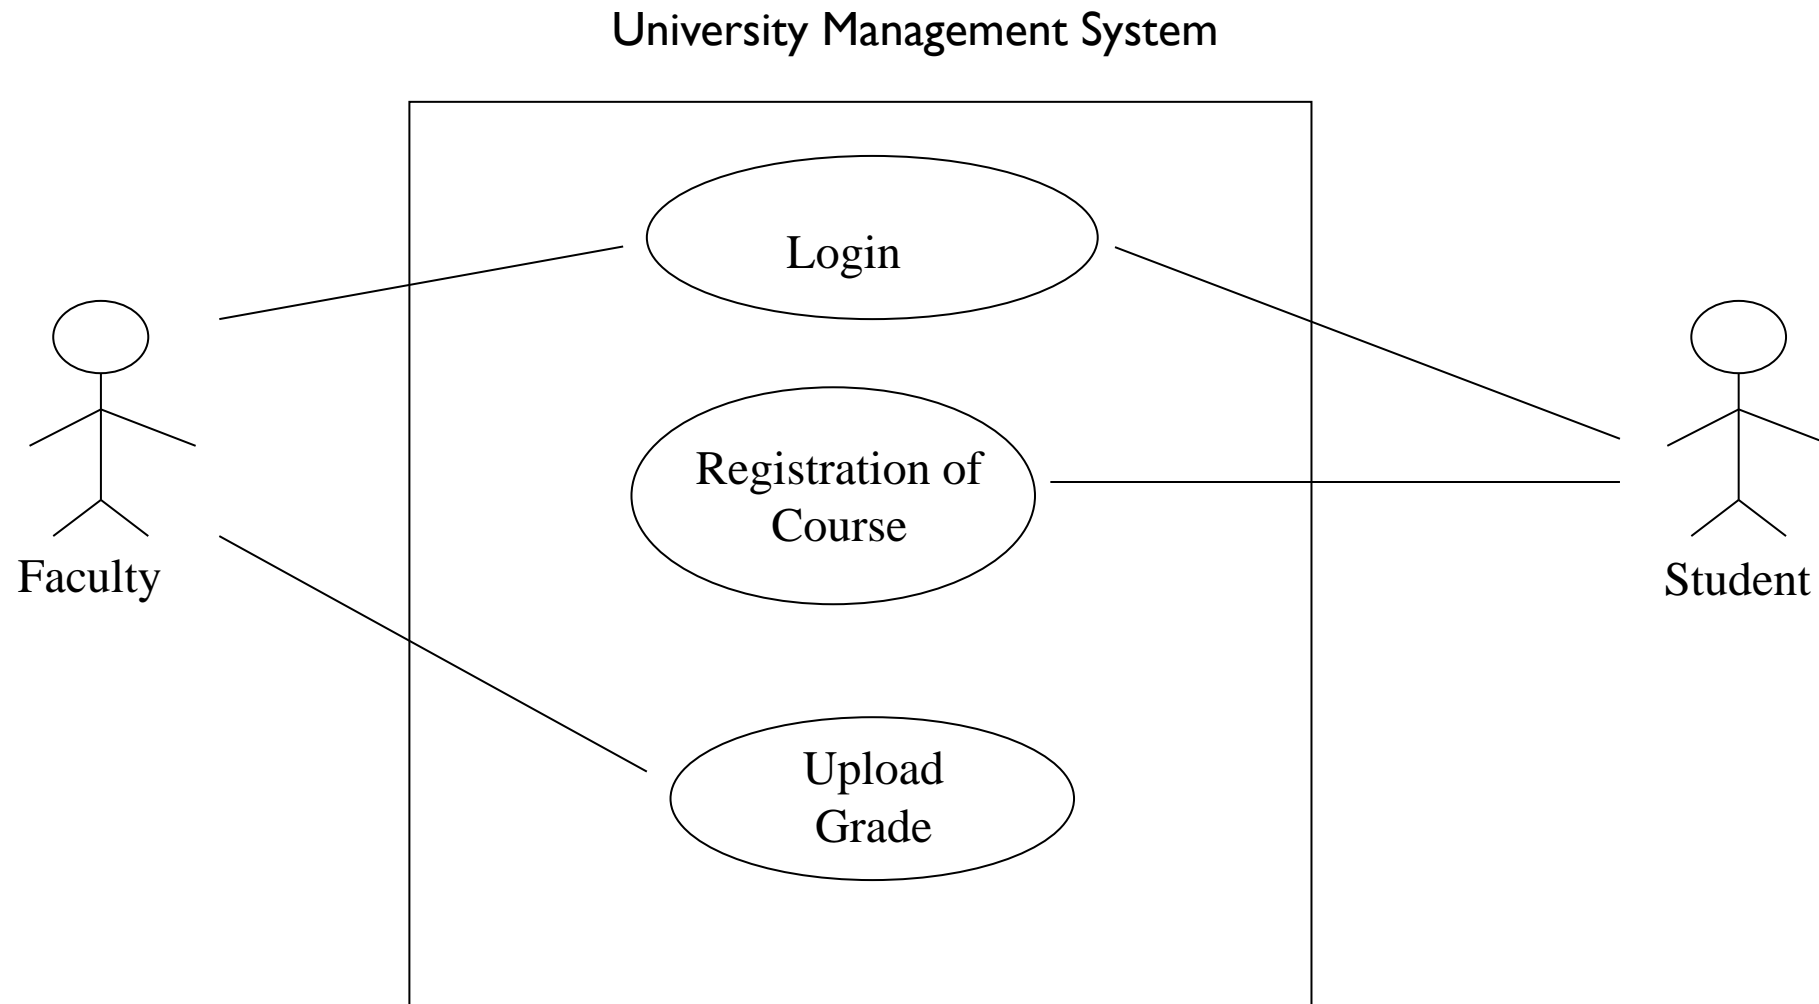 University Management System
Login
Registration of
Course
Faculty
Student
Upload
Grade